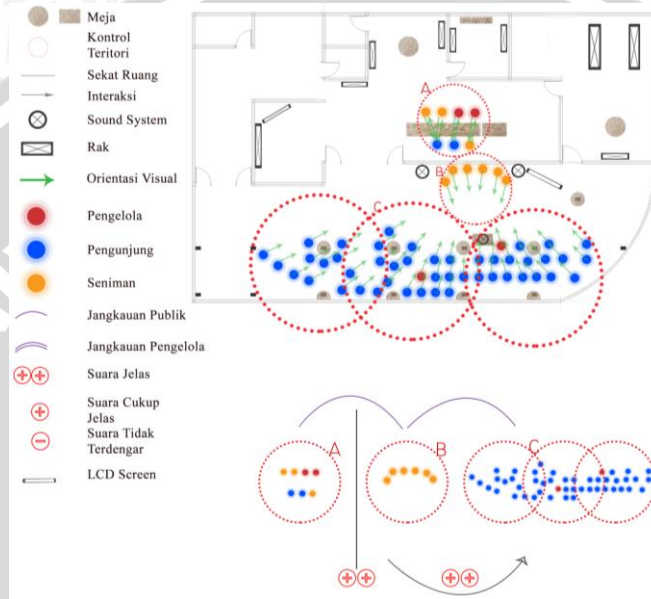 Meja
Kontrol
Teritori
Sekat Ruang
Interaksi
Sound System
Rak
Orientasi Visual
Pengelola
Pengunjung
Seniman
Jangkauan Publik
Jangkauan Pengelola
Suara Jelas
Suara Cukup
Jelas
Suara Tidak
Terdengar
LCD Screen
A
B
C
A
B
C